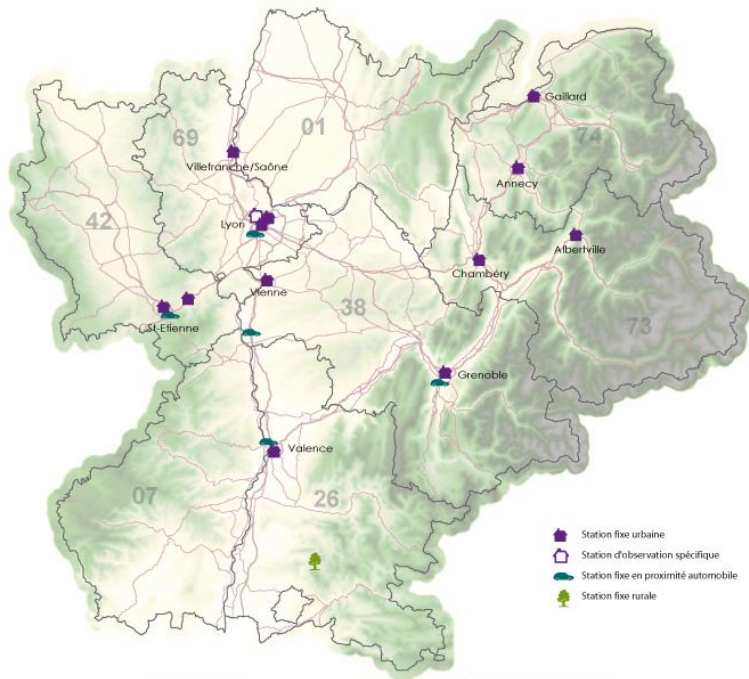 Gaillard
01
74
69
Villefranche/Saône
Annecy
42
Lyon
Albertville
Chambéry
Vienne
38
St-Etienne
73
Grenoble
Valence
07
26
Station fixe urbaine
Station d'observation spécifique
Station fixe en proximité automobile
Station fixe rurale